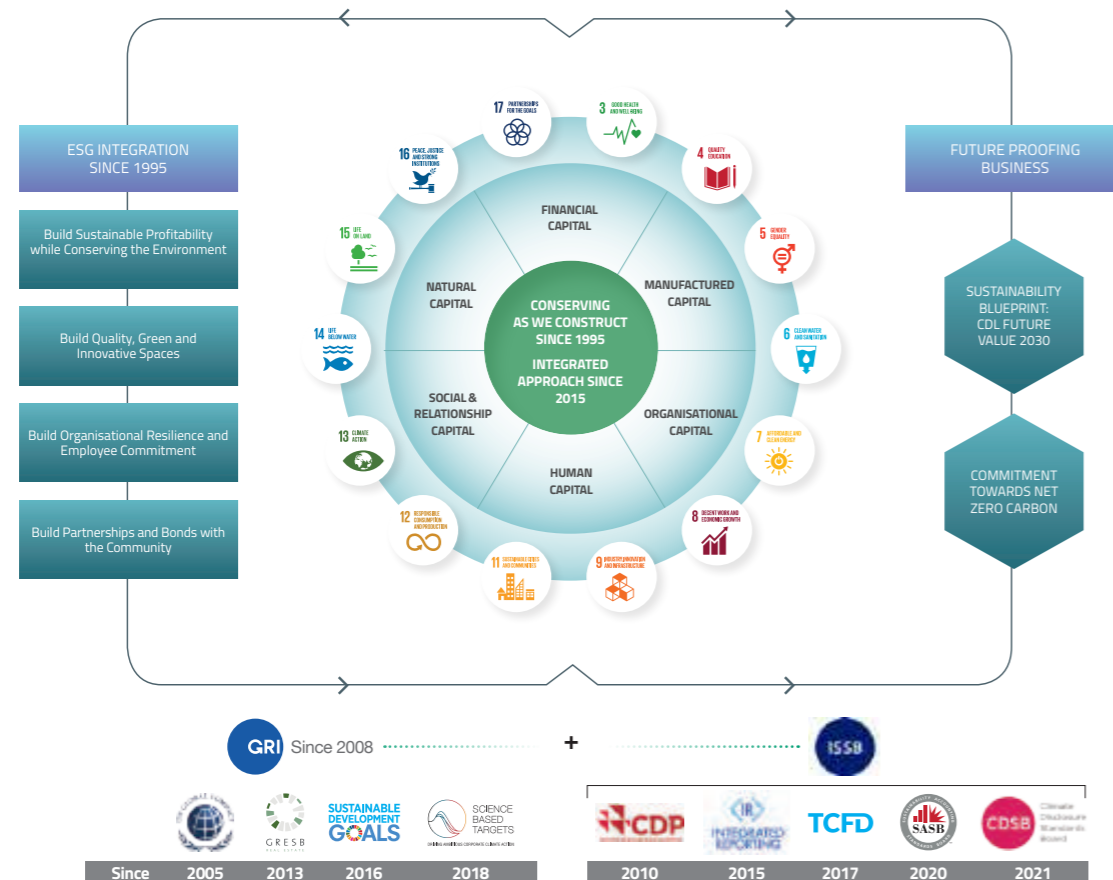 ESG INTEGRATION
SINCE 1995
Build Sustainable Profitability
while Conserving the Environment
Build Quality, Green and
Innovative Spaces
Build Organisational Resilience and
Employee Commitment
Build Partnerships and Bonds with
the Community
17 PARTNERSHIPS
FOR THE GOALS
3 GOOD HEALTH
AND WELL BEING
4 QUALITY
EDUCATION
5 GENDER
EQUALITY
6 CLEAN WATER
AND SANITATION
7 AFFORDABLE AND
CLEAN ENERGY
8 DECENT WORK AND
ECONOMIC GROWTH
9 INDUSTRY, INNOVATION
AND INFRASTRUCTURE
11 SUSTAINABLE CITIES
AND COMMUNITIES
12 RESPONSIBLE
CONSUMPTION
AND PRODUCTION
13 CLIMATE
ACTION
14 LIFE
BELOW WATER
15 LIFE
ON LAND
16 PEACE, JUSTICE
AND STRONG
INSTITUTIONS
FINANCIAL
CAPITAL
MANUFACTURED
CAPITAL
ORGANISATIONAL
CAPITAL
HUMAN
CAPITAL
SOCIAL &
RELATIONSHIP
CAPITAL
NATURAL
CAPITAL
CONSERVING
AS WE CONSTRUCT
SINCE 1995
INTEGRATED
APPROACH SINCE
2015
FUTURE PROOFING
BUSINESS
SUSTAINABILITY
BLUEPRINT:
CDL FUTURE
VALUE 2030
COMMITMENT
TOWARDS NET
ZERO CARBON
GRI Since 2008
+
ISSB
GRESB
REAL ESTATE
SUSTAINABLE
DEVELOPMENT
GOALS
SCIENCE
BASED
TARGETS
DRIVING AMBITIOUS CORPORATE CLIMATE ACTION
CDP
<IR>
INTEGRATED
REPORTING
TCFD
SASB
CDSB
Climate
Disclosure
Standards
Board
Since 2005 2013 2016 2018
2010 2015 2017 2020 2021